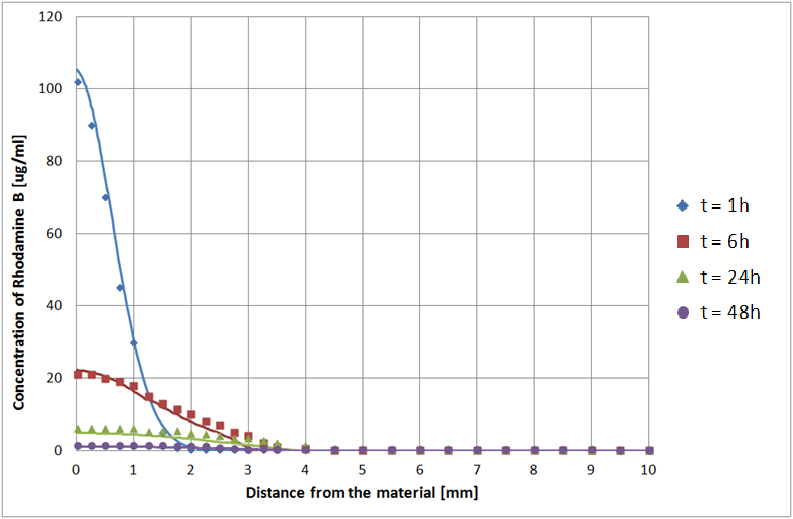 120
100
80
60
40
20
0
0 1 2 3 4 5 6 7 8 9 10
Concentration of Rhodamine B [ug/ml]
Distance from the material [mm]
t = 1h
t = 6h
t = 24h
t = 48h